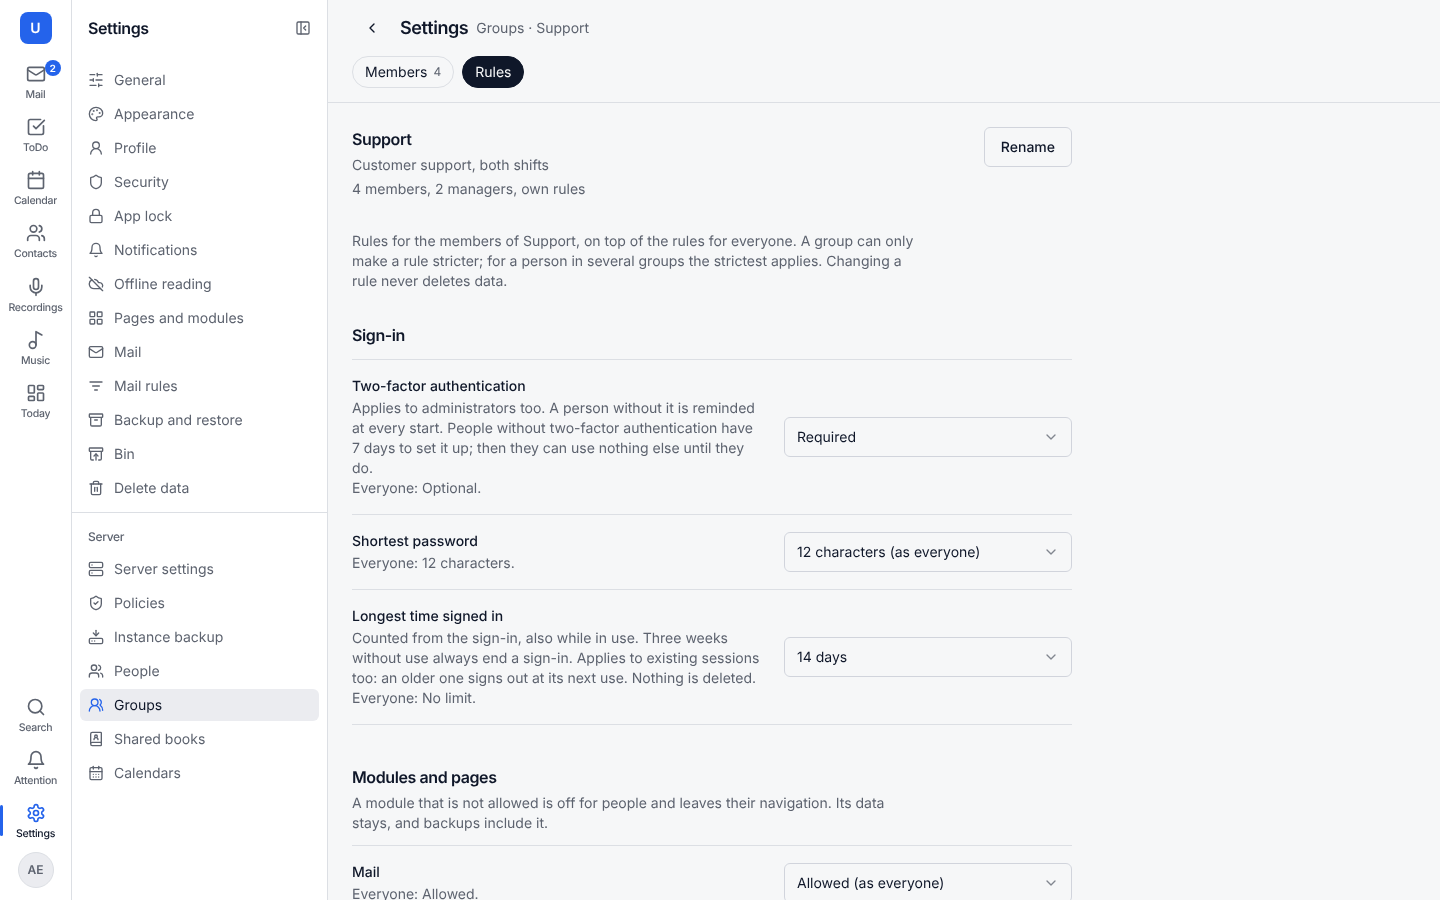 U
Mail
2
ToDo
Calendar
Contacts
Recordings
Music
Today
Search
Attention
Settings
AE
Settings
General
Appearance
Profile
Security
App lock
Notifications
Offline reading
Pages and modules
Mail
Mail rules
Backup and restore
Bin
Delete data
Server
Server settings
Policies
Instance backup
People
Groups
Shared books
Calendars
Settings Groups · Support
Members 4 Rules
Support
Rename
Customer support, both shifts
4 members, 2 managers, own rules
Rules for the members of Support, on top of the rules for everyone. A group can only
make a rule stricter; for a person in several groups the strictest applies. Changing a
rule never deletes data.
Sign-in
Two-factor authentication
Applies to administrators too. A person without it is reminded
at every start. People without two-factor authentication have
7 days to set it up; then they can use nothing else until they
do.
Everyone: Optional.
Required
Shortest password
Everyone: 12 characters.
12 characters (as everyone)
Longest time signed in
Counted from the sign-in, also while in use. Three weeks
without use always end a sign-in. Applies to existing sessions
too: an older one signs out at its next use. Nothing is deleted.
Everyone: No limit.
14 days
Modules and pages
A module that is not allowed is off for people and leaves their navigation. Its data
stays, and backups include it.
Mail
Everyone: Allowed.
Allowed (as everyone)